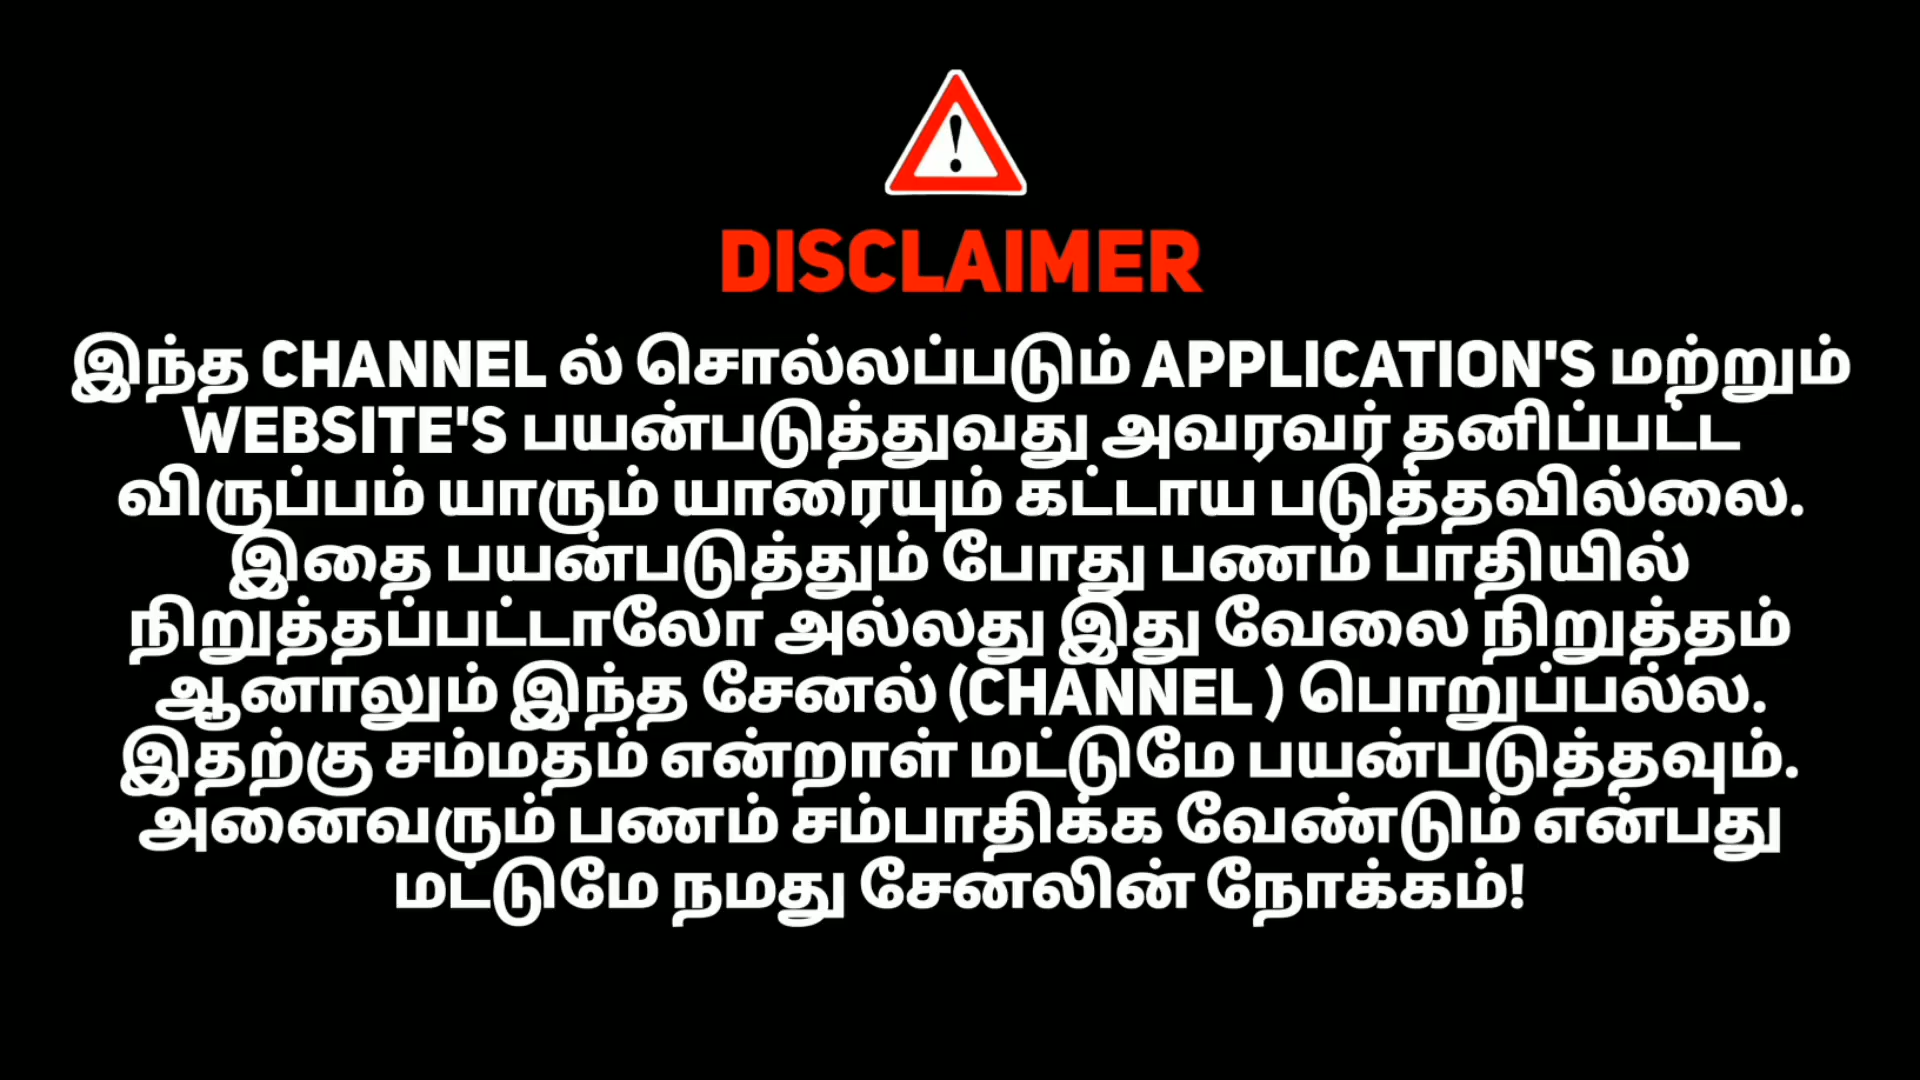 DISCLAIMER
இந்த CHANNEL ல் சொல்லப்படும் APPLICATION'S மற்றும்
WEBSITE'S பயன்படுத்துவது அவரவர் தனிப்பட்ட
விருப்பம் யாரும் யாரையும் கட்டாய படுத்தவில்லை.
இதை பயன்படுத்தும் போது பணம் பாதியில்
நிறுத்தப்பட்டாலோ அல்லது இது வேலை நிறுத்தம்
ஆனாலும் இந்த சேனல் (CHANNEL ) பொறுப்பல்ல.
இதற்கு சம்மதம் என்றாள் மட்டுமே பயன்படுத்தவும்.
அனைவரும் பணம் சம்பாதிக்க வேண்டும் என்பது
மட்டுமே நமது சேனலின் நோக்கம்!